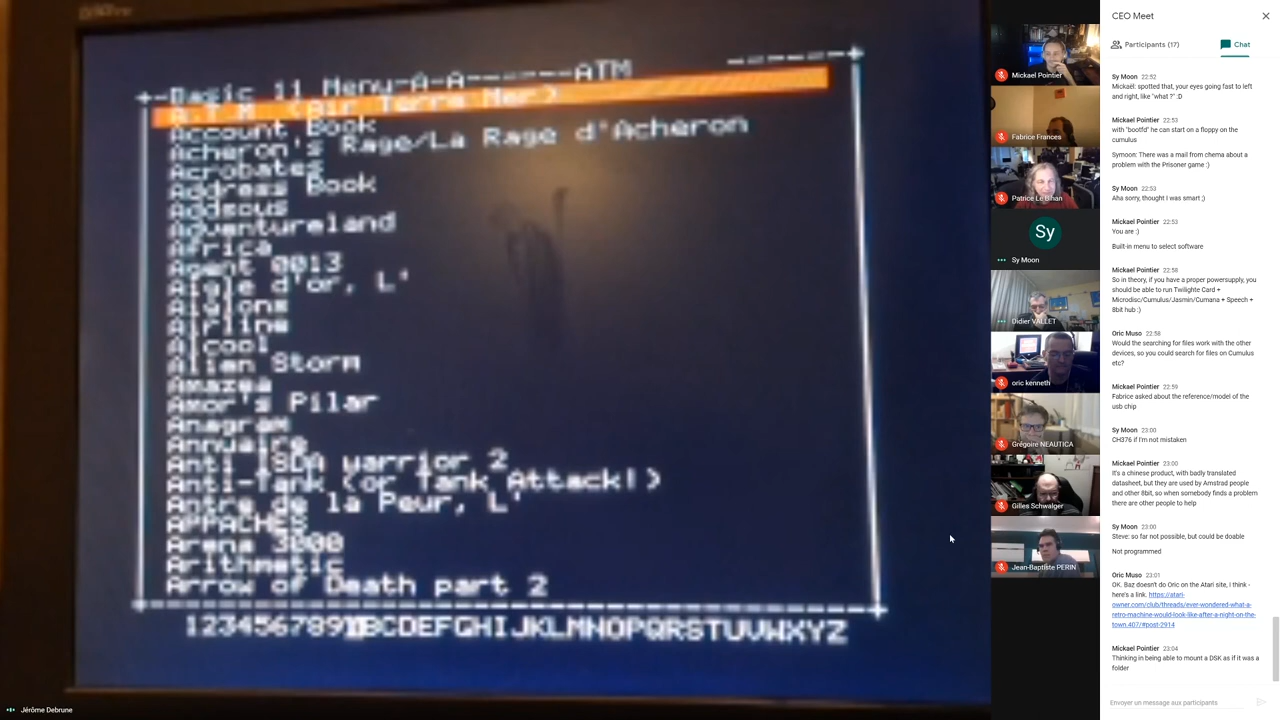 +-Basic 11 Menu-A-A------ATM ------+
A.T.M (Air Terre Mer)
Account Book
Acheron's Rage/La Rage d'Acheron
Acrobates
Address Book
Addsous
Adventureland
Africa
Agent 0013
Aigle d'or, L'
Aiglons
Airline
Alcool
Alien Storm
Amazea
Amor's Pilar
Anagram
Annuaire
Anti ISDA warrior 2
Anti-Tank (or Tank Attack!)
Antre de la Peur, L'
APPACHES
Arena 3000
Arithmetic
Arrow of Death part 2
CDEFGHIJKLMNOPQRSTUVWXYZ
Jérôme Debrune
Mickael Pointier
Fabrice Frances
Patrice Le Bihan
Sy
Sy Moon
Didier VALLET
oric kenneth
Grégoire NEAUTICA
Gilles Schwalger
Jean-Baptiste PERIN
CEO Meet
Participants (17)
Chat
Sy Moon 22:52
Mickaël: spotted that, your eyes going fast to left
and right, like "what ?" :D
Mickael Pointier 22:53
with "bootfd" he can start on a floppy on the
cumulus
Symoon: There was a mail from chema about a
problem with the Prisoner game :)
Sy Moon 22:53
Aha sorry, thought I was smart ;)
Mickael Pointier 22:53
You are :)
Built-in menu to select software
Mickael Pointier 22:58
So in theory, if you have a proper powersupply, you
should be able to run Twilighte Card +
Microdisc/Cumulus/Jasmin/Cumana + Speech +
8bit hub :)
Oric Muso 22:58
Would the searching for files work with the other
devices, so you could search for files on Cumulus
etc?
Mickael Pointier 22:59
Fabrice asked about the reference/model of the
usb chip
Sy Moon 23:00
CH376 if I'm not mistaken
Mickael Pointier 23:00
It's a chinese product, with badly translated
datasheet, but they are used by Amstrad people
and other 8bit, so when somebody finds a problem
there are other people to help
Sy Moon 23:00
Steve: so far not possible, but could be doable
Not programmed
Oric Muso 23:01
OK. Baz doesn't do Oric on the Atari site, I think -
here's a link. https://atari-
owner.com/club/threads/ever-wondered-what-a-
retro-machine-would-look-like-after-a-night-on-the-
town.407/#post-2914
Mickael Pointier 23:04
Thinking in being able to mount a DSK as if it was a
folder
Envoyer un message aux participants